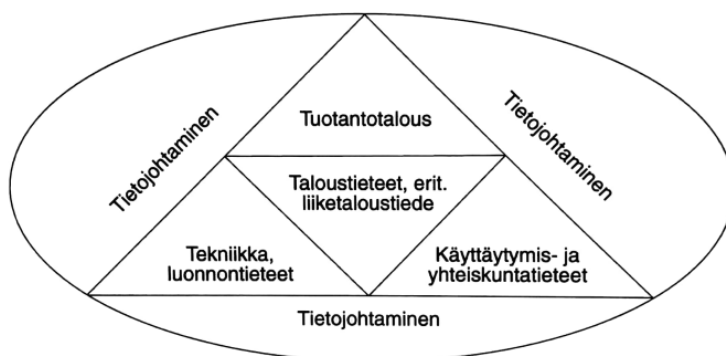 Tuotantotalous
Tietojohtaminen
Tietojohtaminen
Taloustieteet, erit.
liiketaloustiede
Tekniikka,
luonnontieteet
Käyttäytymis- ja
yhteiskuntatieteet
Tietojohtaminen